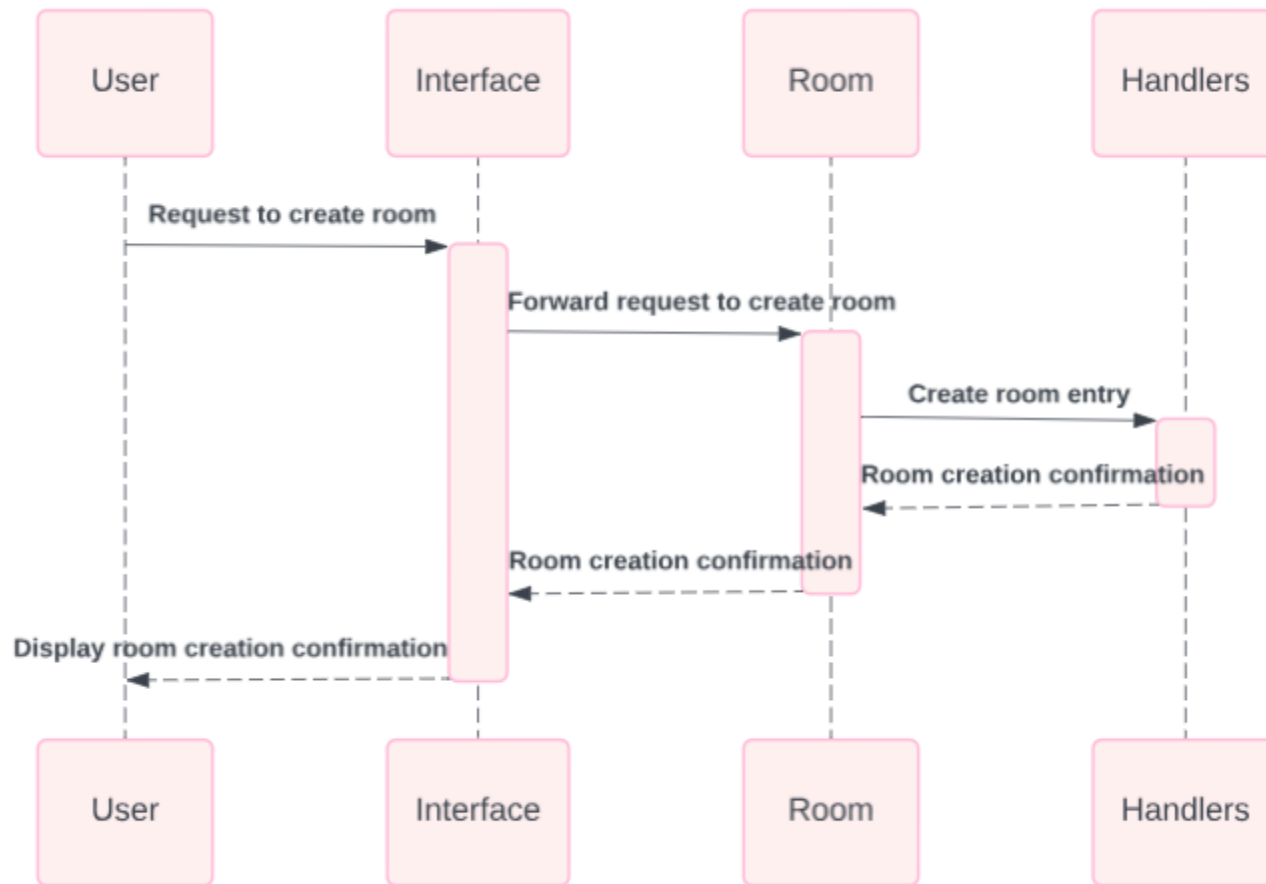 User
Interface
Room
Handlers
Request to create room
Forward request to create room
Create room entry
Room creation confirmation
Room creation confirmation
Display room creation confirmation
User
Interface
Room
Handlers